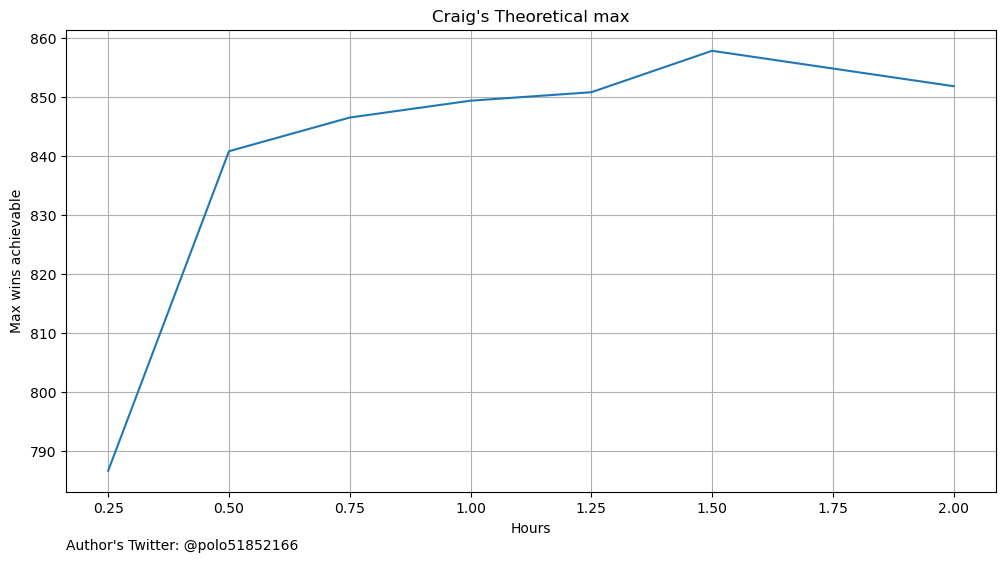 Craig's Theoretical max
860
850
840
830
820
810
800
790
Max wins achievable
0.25 0.50 0.75 1.00 1.25 1.50 1.75 2.00
Hours
Author's Twitter: @polo51852166